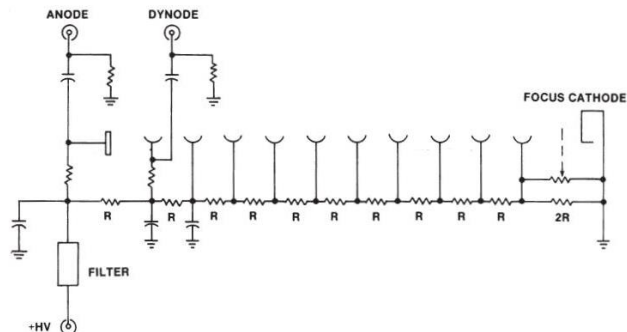 ANODE
DYNODE
FOCUS CATHODE
R R R R R R R R R R 2R
FILTER
+HV